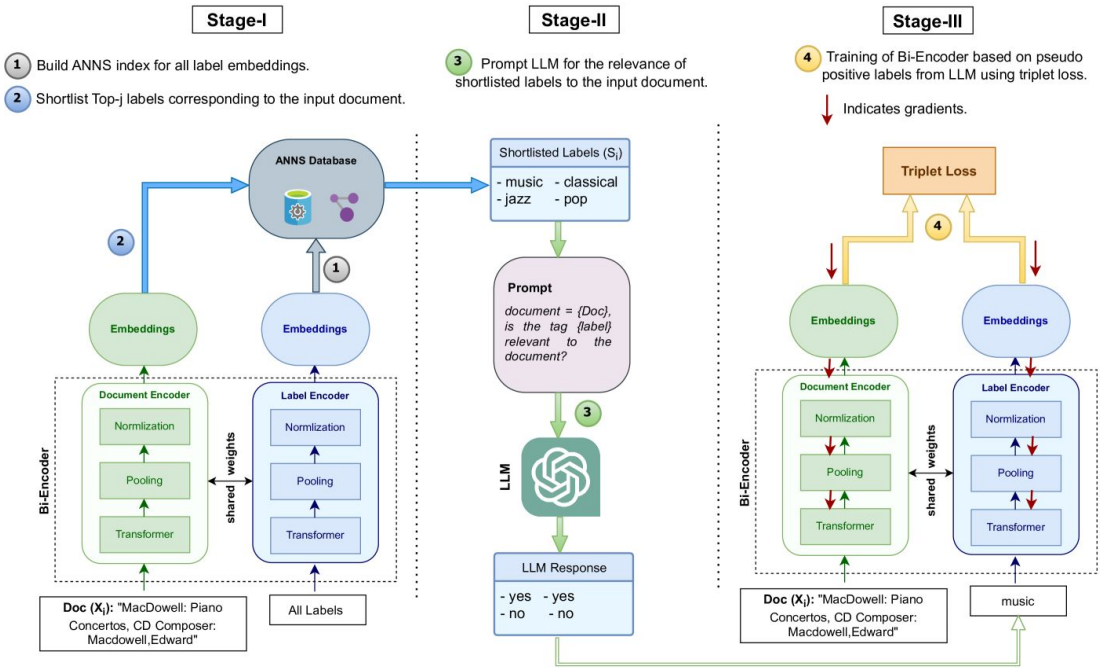 Stage-I
1 Build ANNS index for all label embeddings.
2 Shortlist Top-j labels corresponding to the input document.
ANNS Database
2
1
Embeddings
Embeddings
Document Encoder
Label Encoder
Normlization
Normlization
Pooling
Pooling
Transformer
Transformer
shared weights
Bi-Encoder
Doc (Xi): "MacDowell: Piano
Concertos, CD Composer:
Macdowell,Edward"
All Labels
Stage-II
3 Prompt LLM for the relevance of
shortlisted labels to the input document.
Shortlisted Labels (Si)
- music - classical
- jazz - pop
Prompt
document = {Doc},
is the tag {label}
relevant to the
document?
3
LLM
LLM Response
- yes - yes
- no - no
Stage-III
4 Training of Bi-Encoder based on pseudo
positive labels from LLM using triplet loss.
Indicates gradients.
Triplet Loss
4
Embeddings
Embeddings
Document Encoder
Label Encoder
Normlization
Normlization
Pooling
Pooling
Transformer
Transformer
shared weights
Bi-Encoder
Doc (Xi): "MacDowell: Piano
Concertos, CD Composer:
Macdowell,Edward"
music